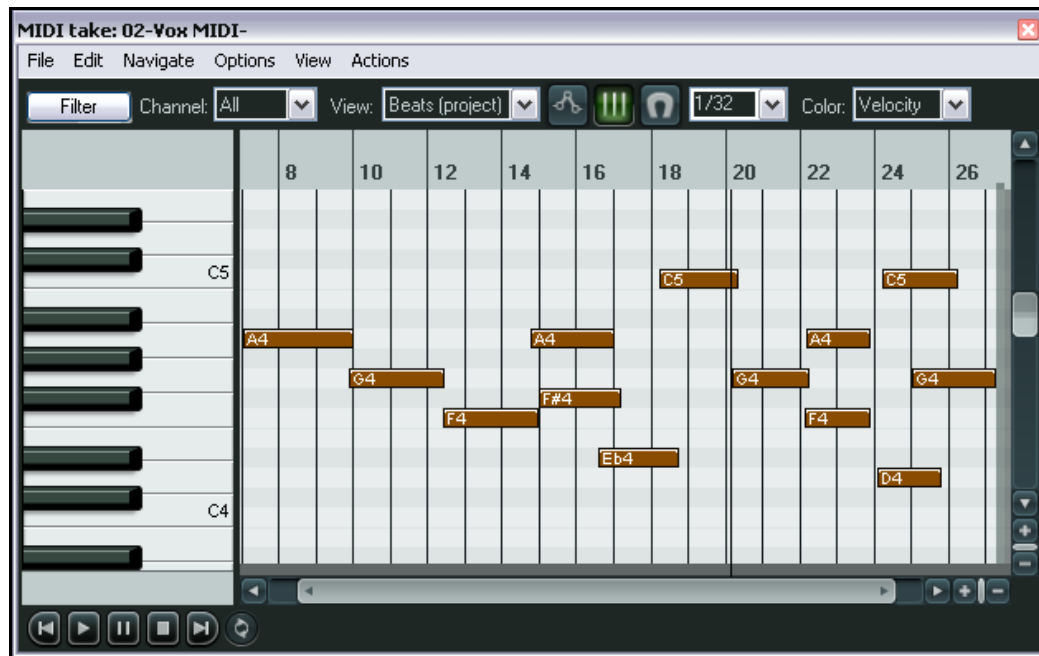 MIDI take: 02-Vox MIDI-
File Edit Navigate Options View Actions
Filter Channel: All View: Beats (project) 1/32 Color: Velocity
8 10 12 14 16 18 20 22 24 26
C5 C5 C5
A4 A4 A4
G4 G4 G4
F#4
F4 F4
Eb4
D4
C4